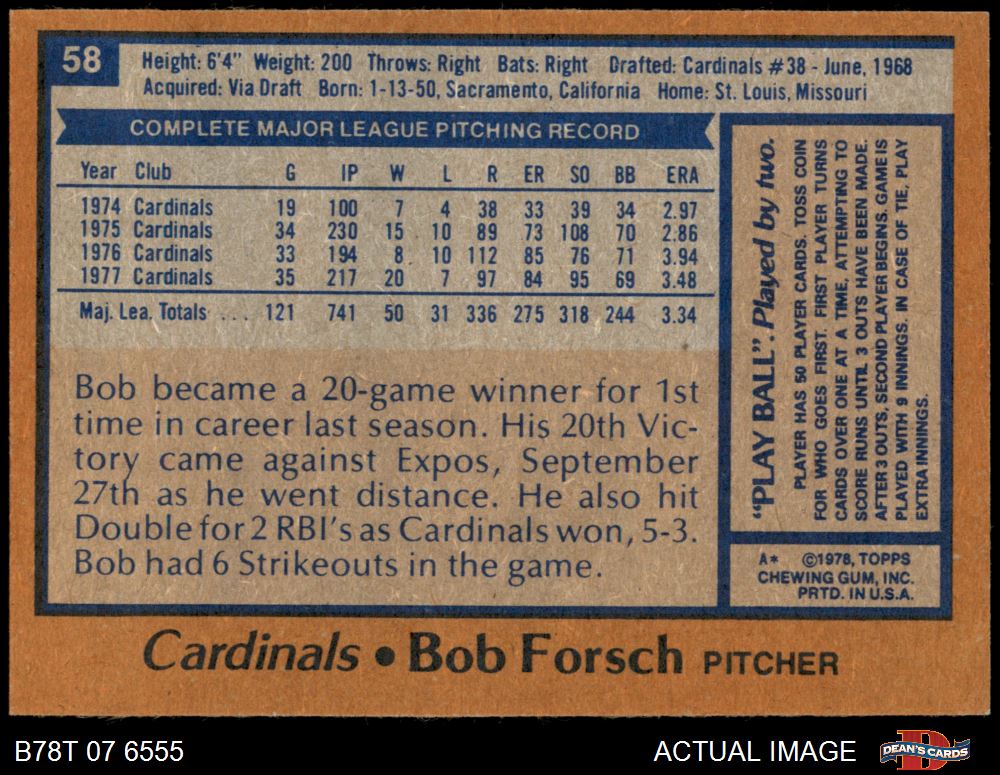 58
Height: 6'4" Weight: 200 Throws: Right Bats: Right Drafted: Cardinals #38 - June, 1968
Acquired: Via Draft Born: 1-13-50, Sacramento, California Home: St. Louis, Missouri
COMPLETE MAJOR LEAGUE PITCHING RECORD
Year Club G IP W L R ER SO BB ERA
1974 Cardinals 19 100 7 4 38 33 39 34 2.97
1975 Cardinals 34 230 15 10 89 73 108 70 2.86
1976 Cardinals 33 194 8 10 112 85 76 71 3.94
1977 Cardinals 35 217 20 7 97 84 95 69 3.48
Maj. Lea. Totals ... 121 741 50 31 336 275 318 244 3.34
Bob became a 20-game winner for 1st
time in career last season. His 20th Vic-
tory came against Expos, September
27th as he went distance. He also hit
Double for 2 RBI's as Cardinals won, 5-3.
Bob had 6 Strikeouts in the game.
"PLAY BALL". Played by two.
PLAYER HAS 50 PLAYER CARDS. TOSS COIN
FOR WHO GOES FIRST. FIRST PLAYER TURNS
CARDS OVER ONE AT A TIME, ATTEMPTING TO
SCORE RUNS UNTIL 3 OUTS HAVE BEEN MADE.
AFTER 3 OUTS, SECOND PLAYER BEGINS. GAME IS
PLAYED WITH 9 INNINGS. IN CASE OF TIE, PLAY
EXTRA INNINGS.
A* ©1978, TOPPS
CHEWING GUM, INC.
PRTD. IN U.S.A.
Cardinals • Bob Forsch PITCHER
B78T 07 6555 ACTUAL IMAGE DEAN'S CARDS